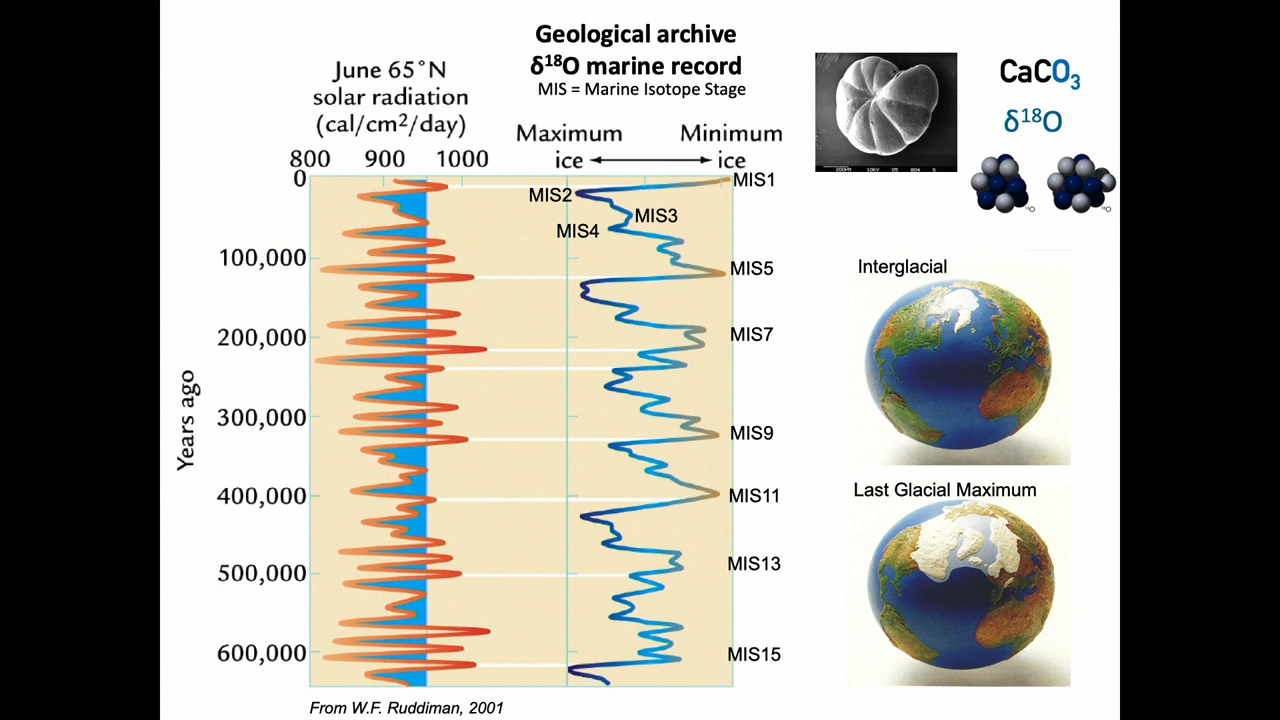 Geological archive
δ¹⁸O marine record
MIS = Marine Isotope Stage
June 65°N
solar radiation
(cal/cm²/day)
800 900 1000
Maximum
ice
Minimum
ice
Years ago
0
100,000
200,000
300,000
400,000
500,000
600,000
MIS1
MIS2
MIS3
MIS4
MIS5
MIS7
MIS9
MIS11
MIS13
MIS15
From W.F. Ruddiman, 2001
CaCO₃
δ¹⁸O
Interglacial
Last Glacial Maximum